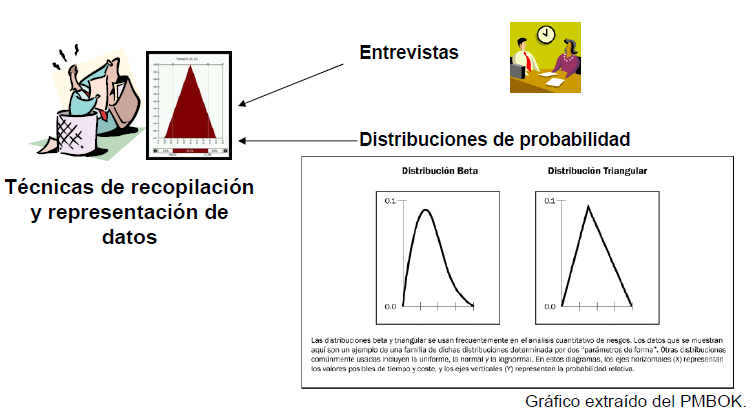 Entrevistas
Distribuciones de probabilidad
Técnicas de recopilación
y representación de
datos
Distribución Beta
Distribución Triangular
0.1
0.0
0.1
0.0
Las distribuciones beta y triangular se usan frecuentemente en el análisis cuantitativo de riesgos. Los datos que se muestran
aquí son un ejemplo de una familia de dichas distribuciones determinada por dos “parámetros de forma”. Otras distribuciones
comúnmente usadas incluyen la uniforme, la normal y la lognormal. En estos diagramas, los ejes horizontales (X) representan
los valores posibles de tiempo y coste, y los ejes verticales (Y) representan la probabilidad relativa.
Gráfico extraído del PMBOK.